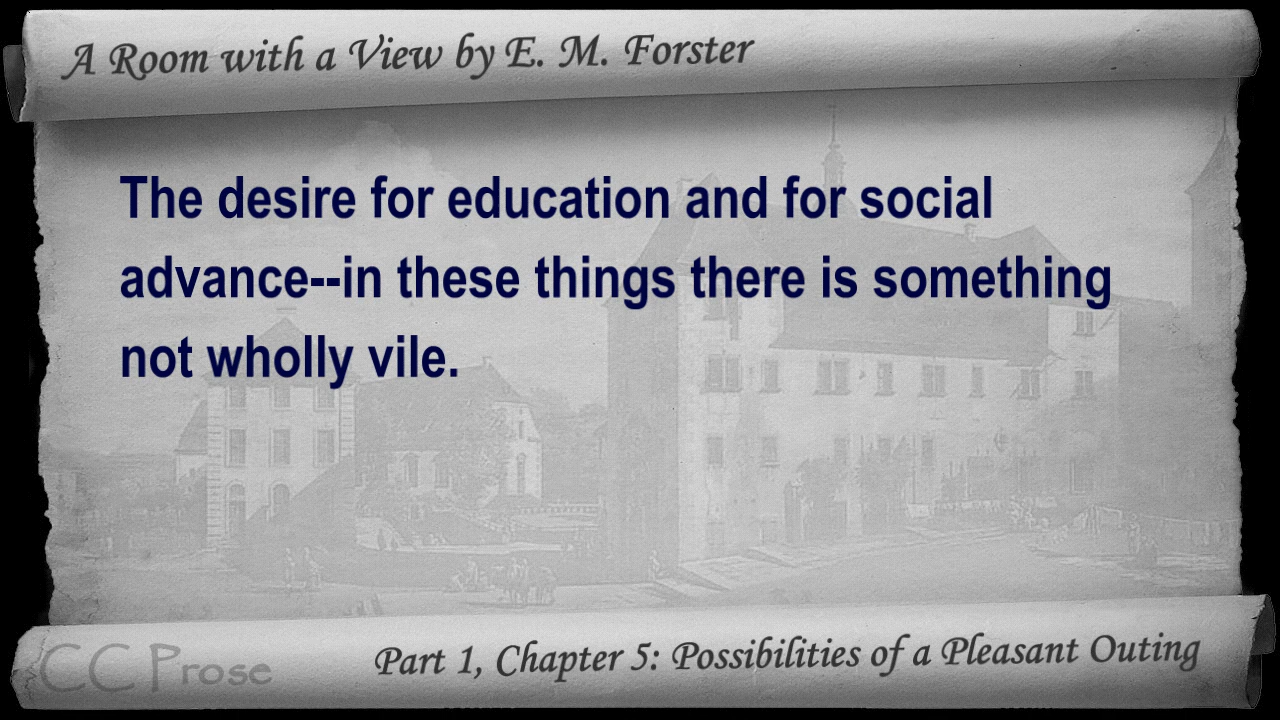 A Room with a View by E. M. Forster
The desire for education and for social
advance--in these things there is something
not wholly vile.
CC Prose
Part 1, Chapter 5: Possibilities of a Pleasant Outing